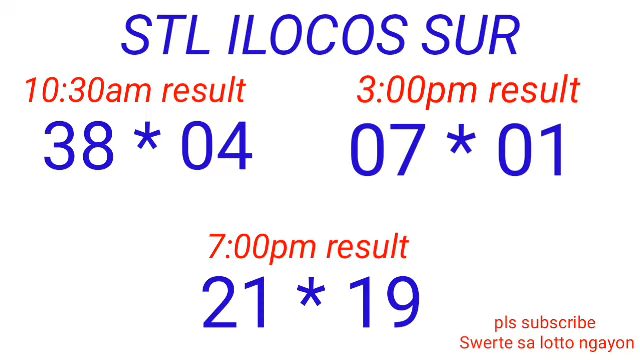 STL ILOCOS SUR
10:30am result
38 * 04
3:00pm result
07 * 01
7:00pm result
21 * 19
pls subscribe
Swerte sa lotto ngayon